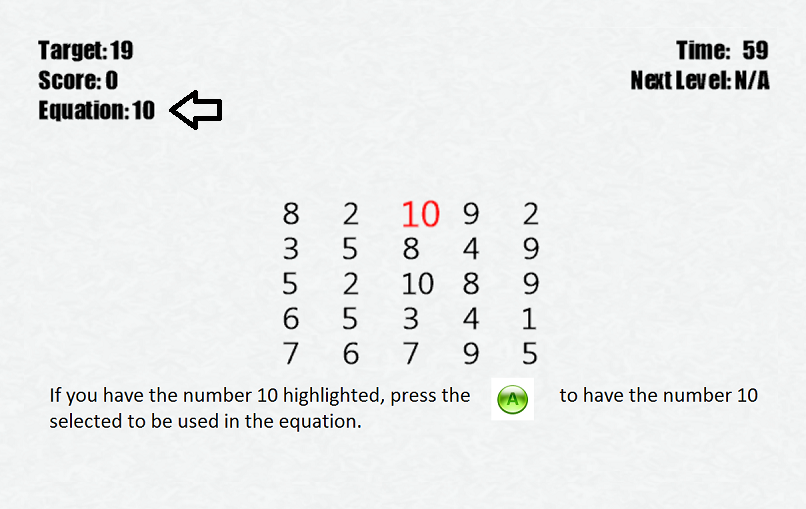 Target: 19
Time: 59
Score: 0
Next Level: N/A
Equation: 10
8 2 10 9 2
3 5 8 4 9
5 2 10 8 9
6 5 3 4 1
7 6 7 9 5
If you have the number 10 highlighted, press the A to have the number 10
selected to be used in the equation.